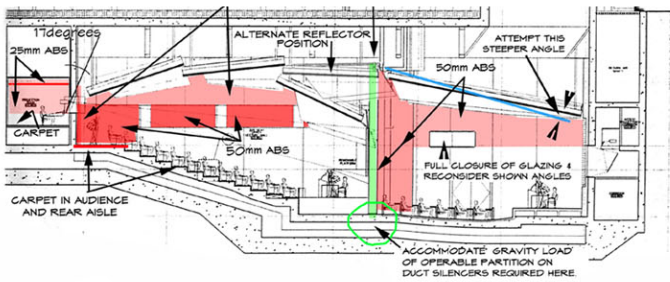 17degrees
25mm ABS
ALTERNATE REFLECTOR
POSITION
ATTEMPT THIS
STEEPER ANGLE
50mm ABS
CARPET
50mm ABS
FULL CLOSURE OF GLAZING &
RECONSIDER SHOWN ANGLES
CARPET IN AUDIENCE
AND REAR AISLE
ACCOMMODATE GRAVITY LOAD
OF OPERABLE PARTITION ON
DUCT SILENCERS REQUIRED HERE.